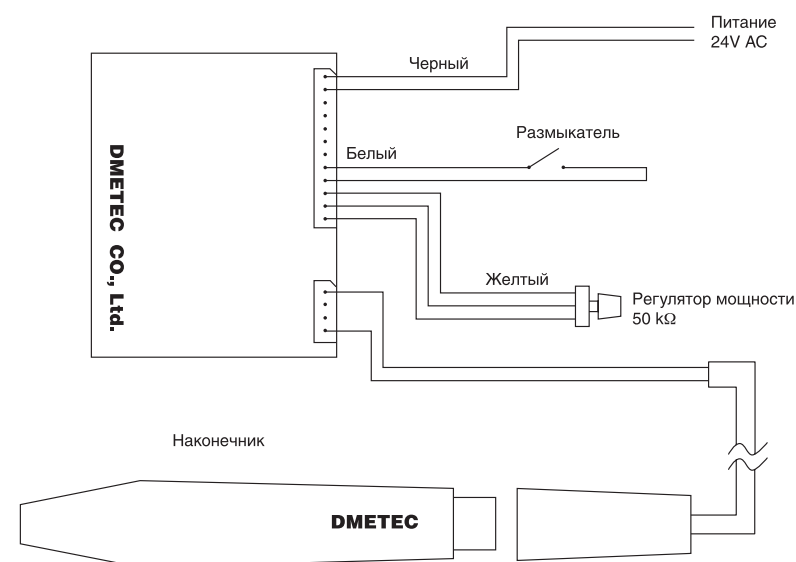 Питание
24V AC
Черный
Размыкатель
Белый
DMETEC CO., Ltd.
Желтый
Регулятор мощности
50 kΩ
Наконечник
DMETEC